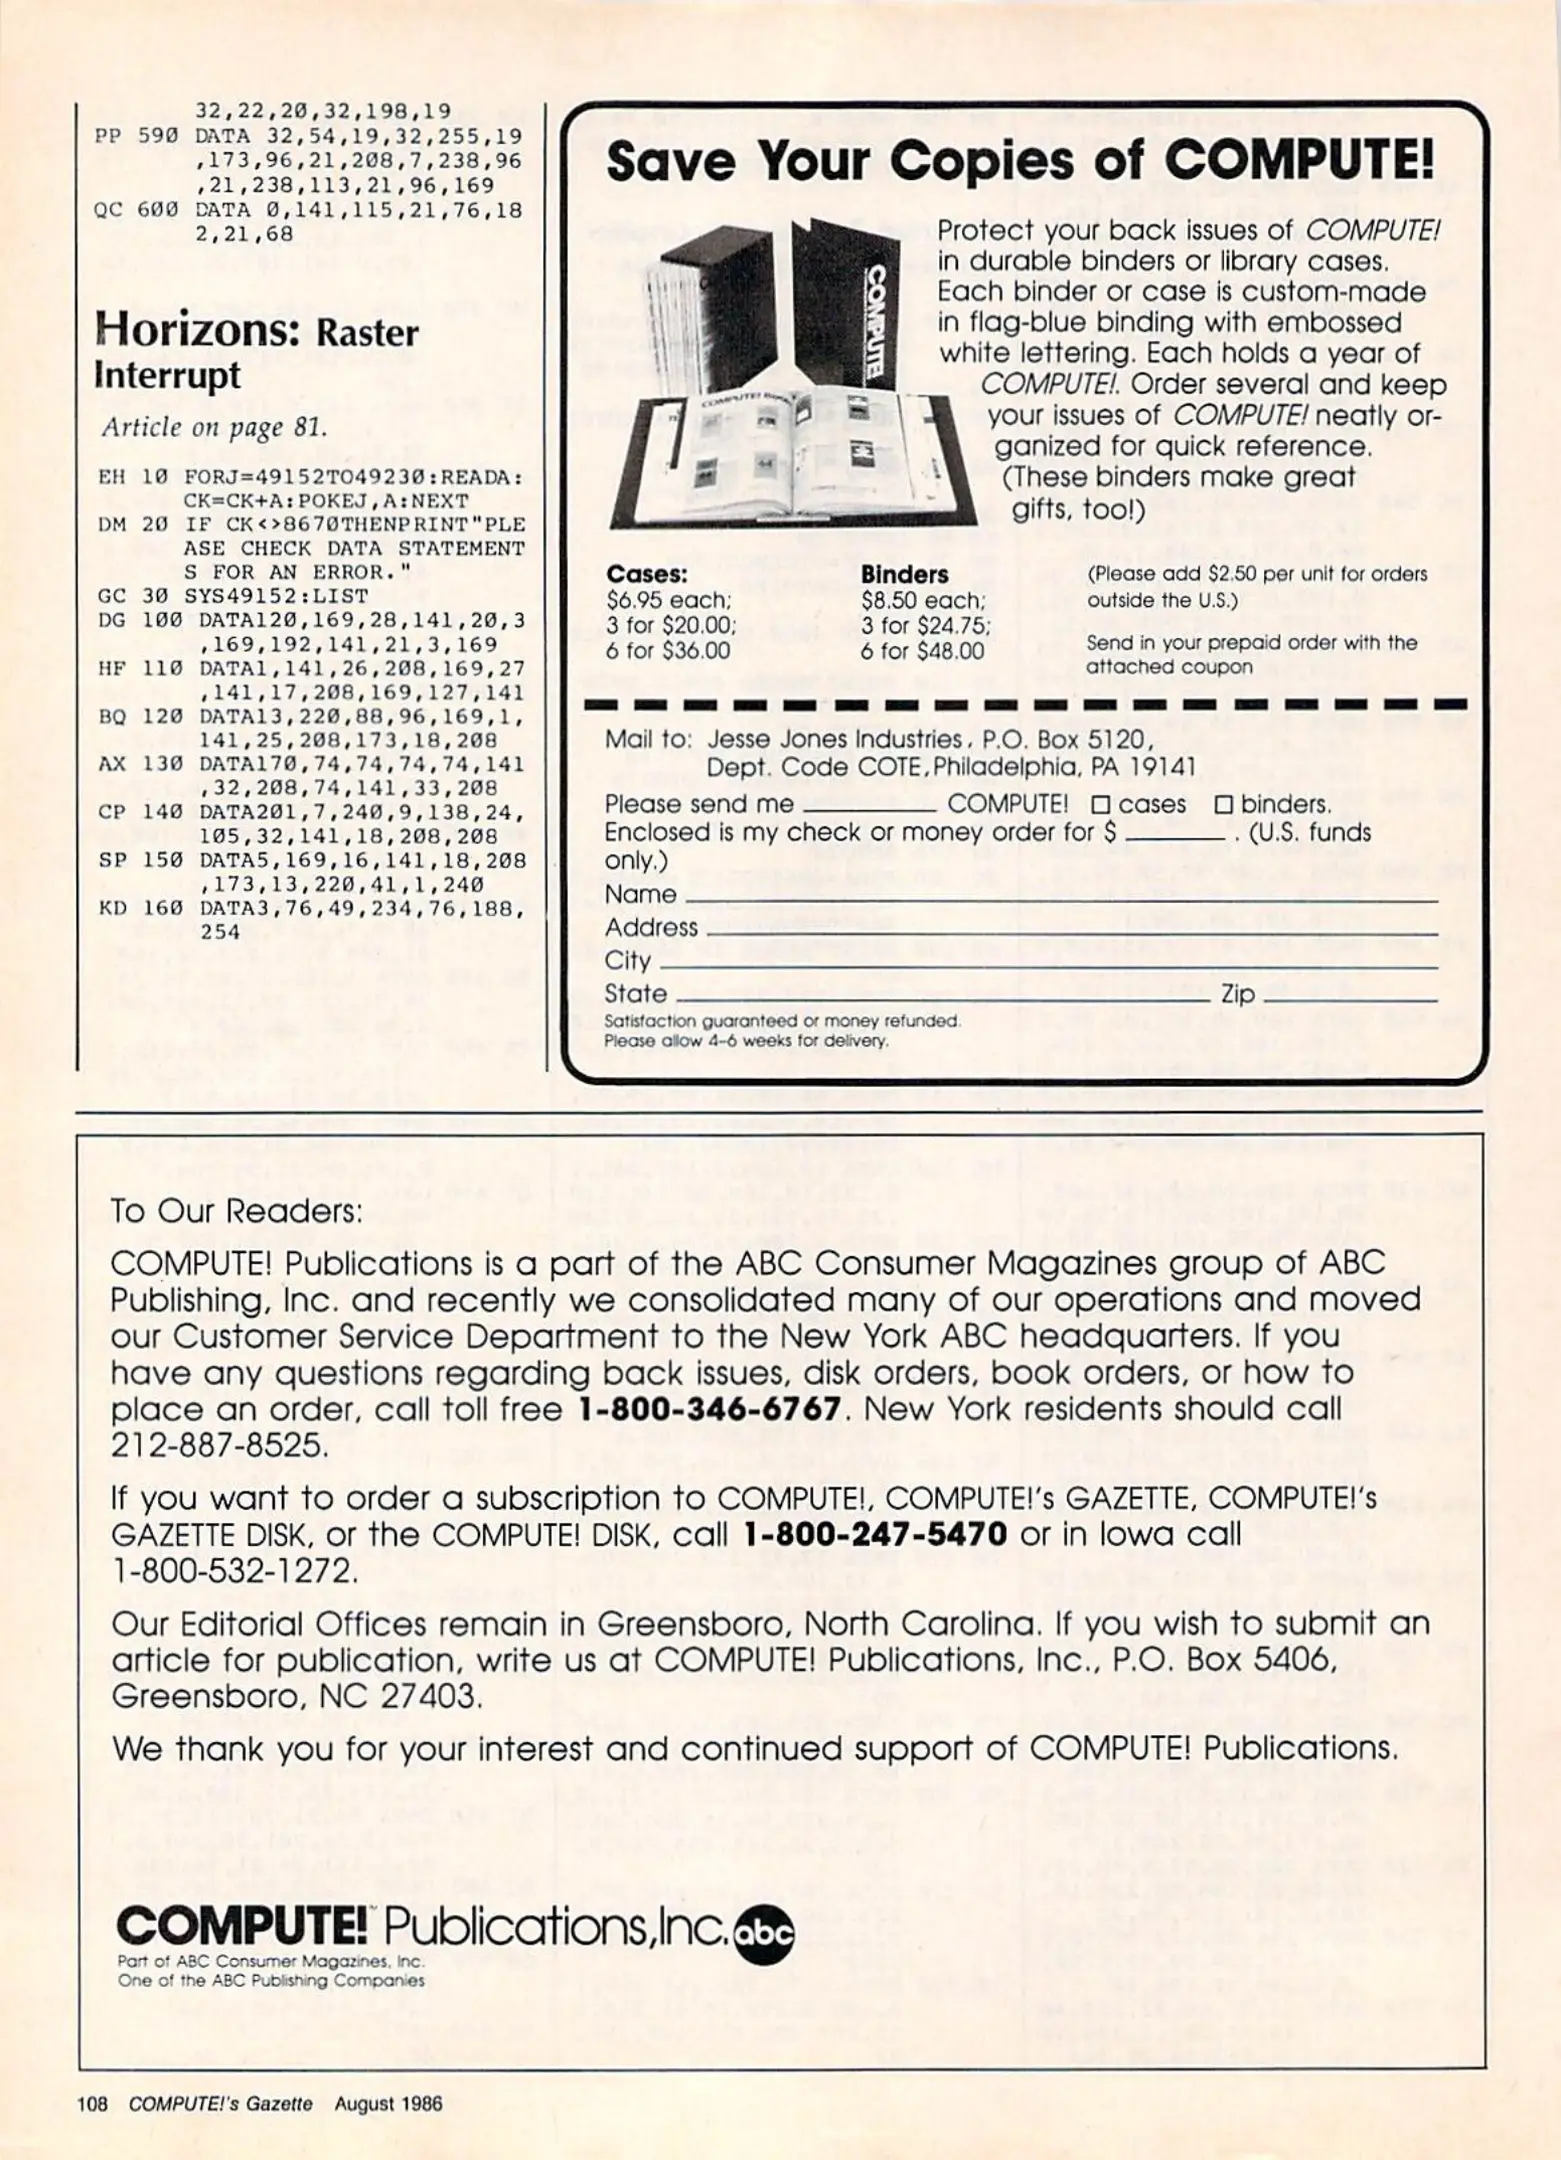 32,22,20,32,198,19
PP 590 DATA 32,54,19,32,255,19
,173,96,21,208,7,238,96
,21,238,113,21,96,169
QC 600 DATA 0,141,115,21,76,18
2,21,68
Horizons: Raster
Interrupt
Article on page 81.
EH 10 FORJ=49152TO49230:READA:
CK=CK+A:POKEJ,A:NEXT
DM 20 IF CK<>8670THENPRINT"PLE
ASE CHECK DATA STATEMENT
S FOR AN ERROR."
GC 30 SYS49152:LIST
DG 100 DATA120,169,28,141,20,3
,169,192,141,21,3,169
HF 110 DATA1,141,26,208,169,27
,141,17,208,169,127,141
BQ 120 DATA13,220,88,96,169,1,
141,25,208,173,18,208
AX 130 DATA170,74,74,74,74,141
,32,208,74,141,33,208
CP 140 DATA201,7,240,9,138,24,
105,32,141,18,208,208
SP 150 DATA5,169,16,141,18,208
,173,13,220,41,1,240
KD 160 DATA3,76,49,234,76,188,
254
Save Your Copies of COMPUTE!
COMPUTE!
Protect your back issues of COMPUTE!
in durable binders or library cases.
Each binder or case is custom-made
in flag-blue binding with embossed
white lettering. Each holds a year of
COMPUTE!. Order several and keep
your issues of COMPUTE! neatly or-
ganized for quick reference.
(These binders make great
gifts, too!)
Cases:
$6.95 each;
3 for $20.00;
6 for $36.00
Binders
$8.50 each;
3 for $24.75;
6 for $48.00
(Please add $2.50 per unit for orders
outside the U.S.)
Send in your prepaid order with the
attached coupon
Mail to: Jesse Jones Industries, P.O. Box 5120,
Dept. Code COTE, Philadelphia, PA 19141
Please send me ________ COMPUTE! □ cases □ binders.
Enclosed is my check or money order for $ ________ . (U.S. funds
only.)
Name
Address
City
State ________ Zip ________
Satisfaction guaranteed or money refunded.
Please allow 4-6 weeks for delivery.
To Our Readers:
COMPUTE! Publications is a part of the ABC Consumer Magazines group of ABC
Publishing, Inc. and recently we consolidated many of our operations and moved
our Customer Service Department to the New York ABC headquarters. If you
have any questions regarding back issues, disk orders, book orders, or how to
place an order, call toll free 1-800-346-6767. New York residents should call
212-887-8525.
If you want to order a subscription to COMPUTE!, COMPUTE!'s GAZETTE, COMPUTE!'s
GAZETTE DISK, or the COMPUTE! DISK, call 1-800-247-5470 or in Iowa call
1-800-532-1272.
Our Editorial Offices remain in Greensboro, North Carolina. If you wish to submit an
article for publication, write us at COMPUTE! Publications, Inc., P.O. Box 5406,
Greensboro, NC 27403.
We thank you for your interest and continued support of COMPUTE! Publications.
COMPUTE!™ Publications,Inc. abc
Part of ABC Consumer Magazines, Inc.
One of the ABC Publishing Companies
108 COMPUTE!'s Gazette August 1986